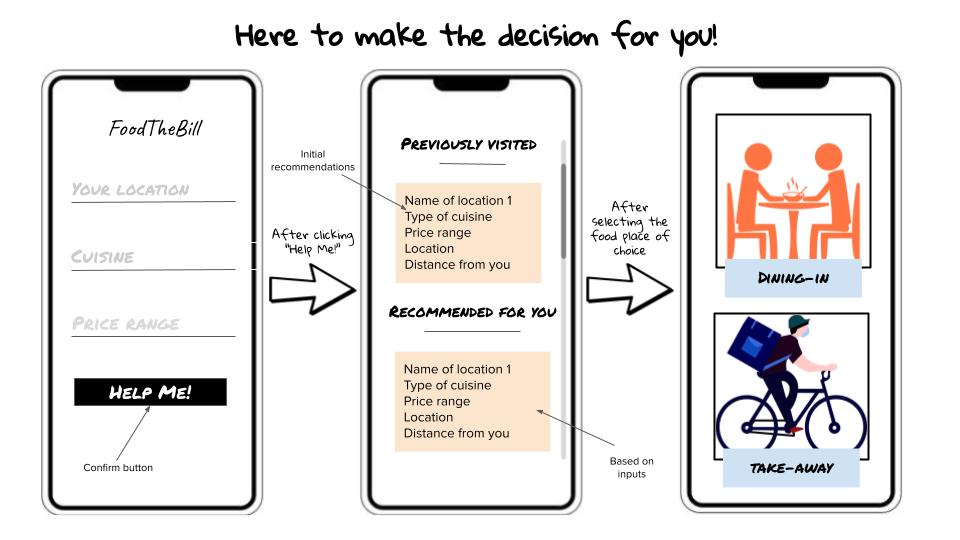 Here to make the decision for you!
FoodTheBill
Your location
Cuisine
Price range
Help Me!
Confirm button
After clicking
"Help Me!"
Initial
recommendations
Previously visited
Name of location 1
Type of cuisine
Price range
Location
Distance from you
Recommended for you
Name of location 1
Type of cuisine
Price range
Location
Distance from you
Based on
inputs
After
selecting the
food place of
choice
Dining-in
Take-away